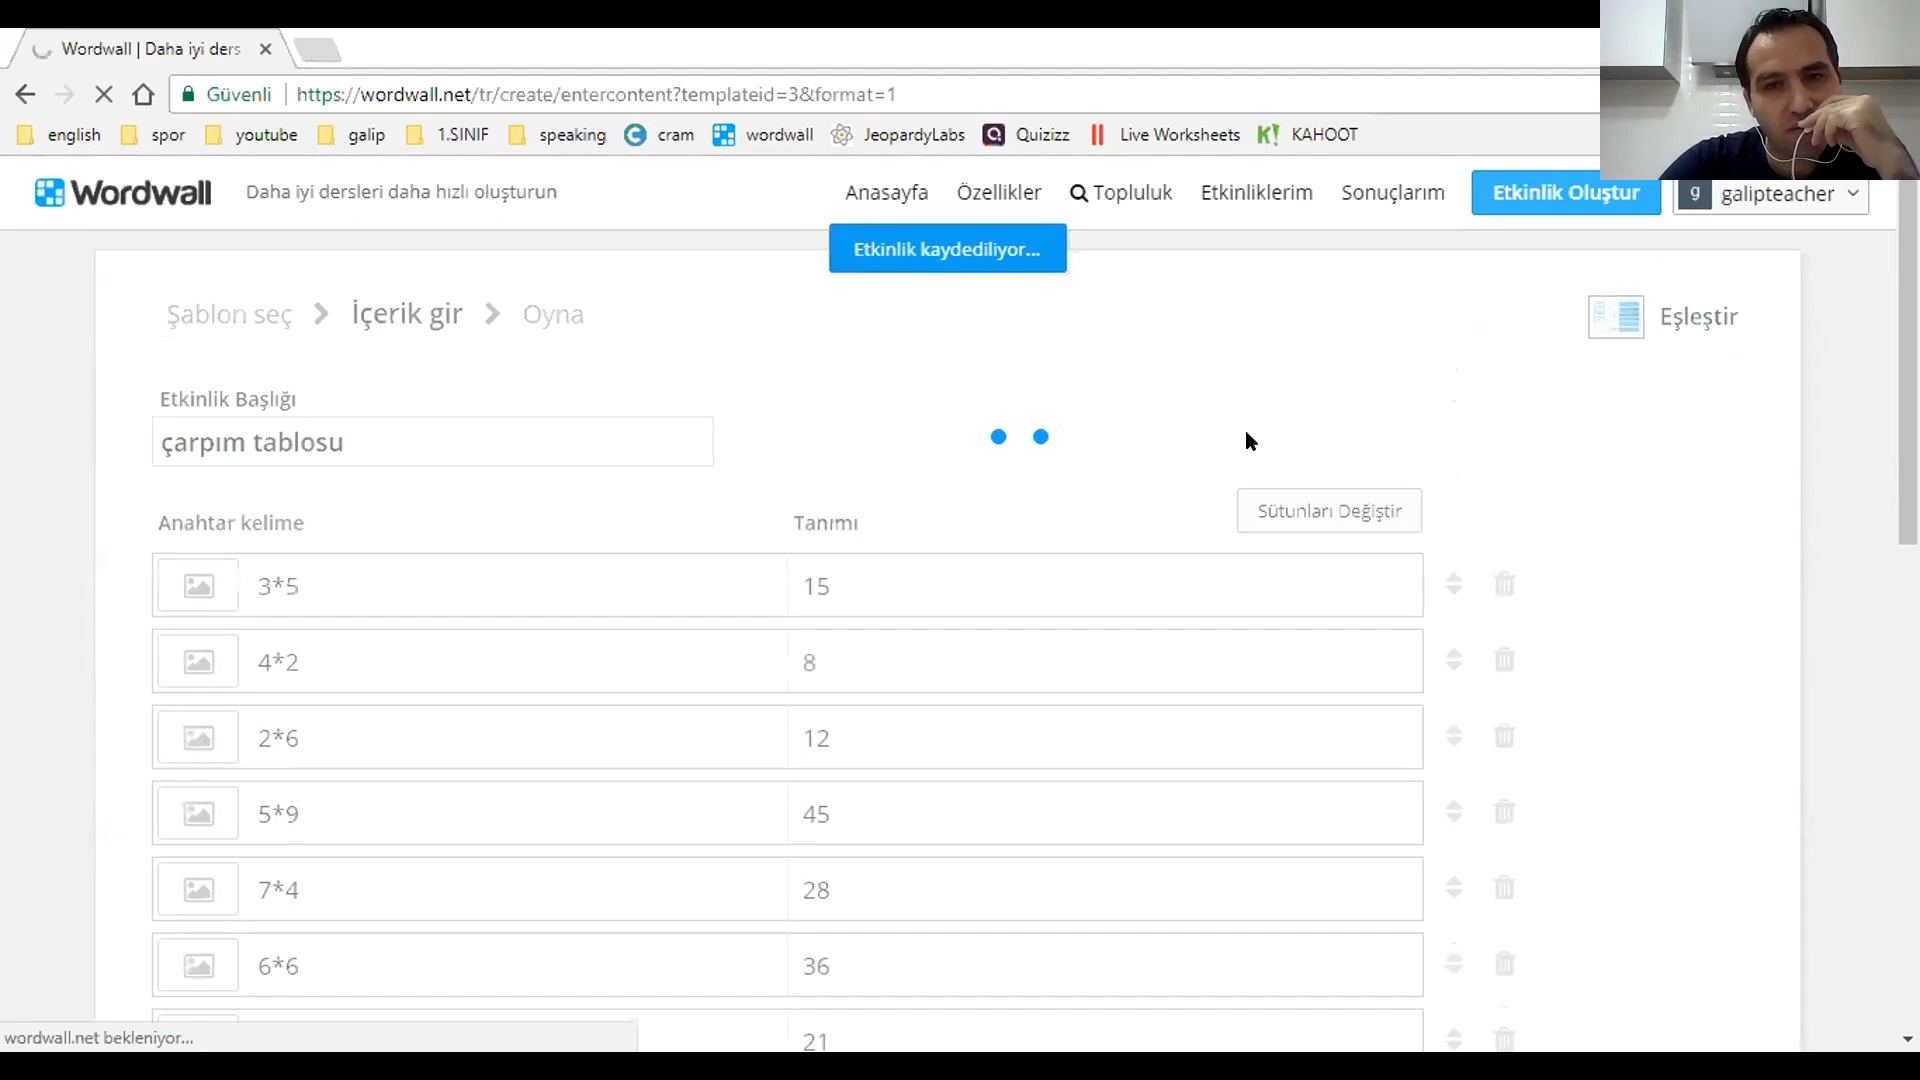 Wordwall | Daha iyi ders
Güvenli https://wordwall.net/tr/create/entercontent?templateid=3&format=1
english spor youtube galip 1.SINIF speaking cram wordwall JeopardyLabs Quizizz Live Worksheets KAHOOT
Wordwall Daha iyi dersleri daha hızlı oluşturun Anasayfa Özellikler Topluluk Etkinliklerim Sonuçlarım Etkinlik Oluştur g galipteacher
Etkinlik kaydediliyor...
Şablon seç İçerik gir Oyna Eşleştir
Etkinlik Başlığı
çarpım tablosu
Anahtar kelime Tanımı Sütunları Değiştir
3*5 15
4*2 8
2*6 12
5*9 45
7*4 28
6*6 36
21
wordwall.net bekleniyor...